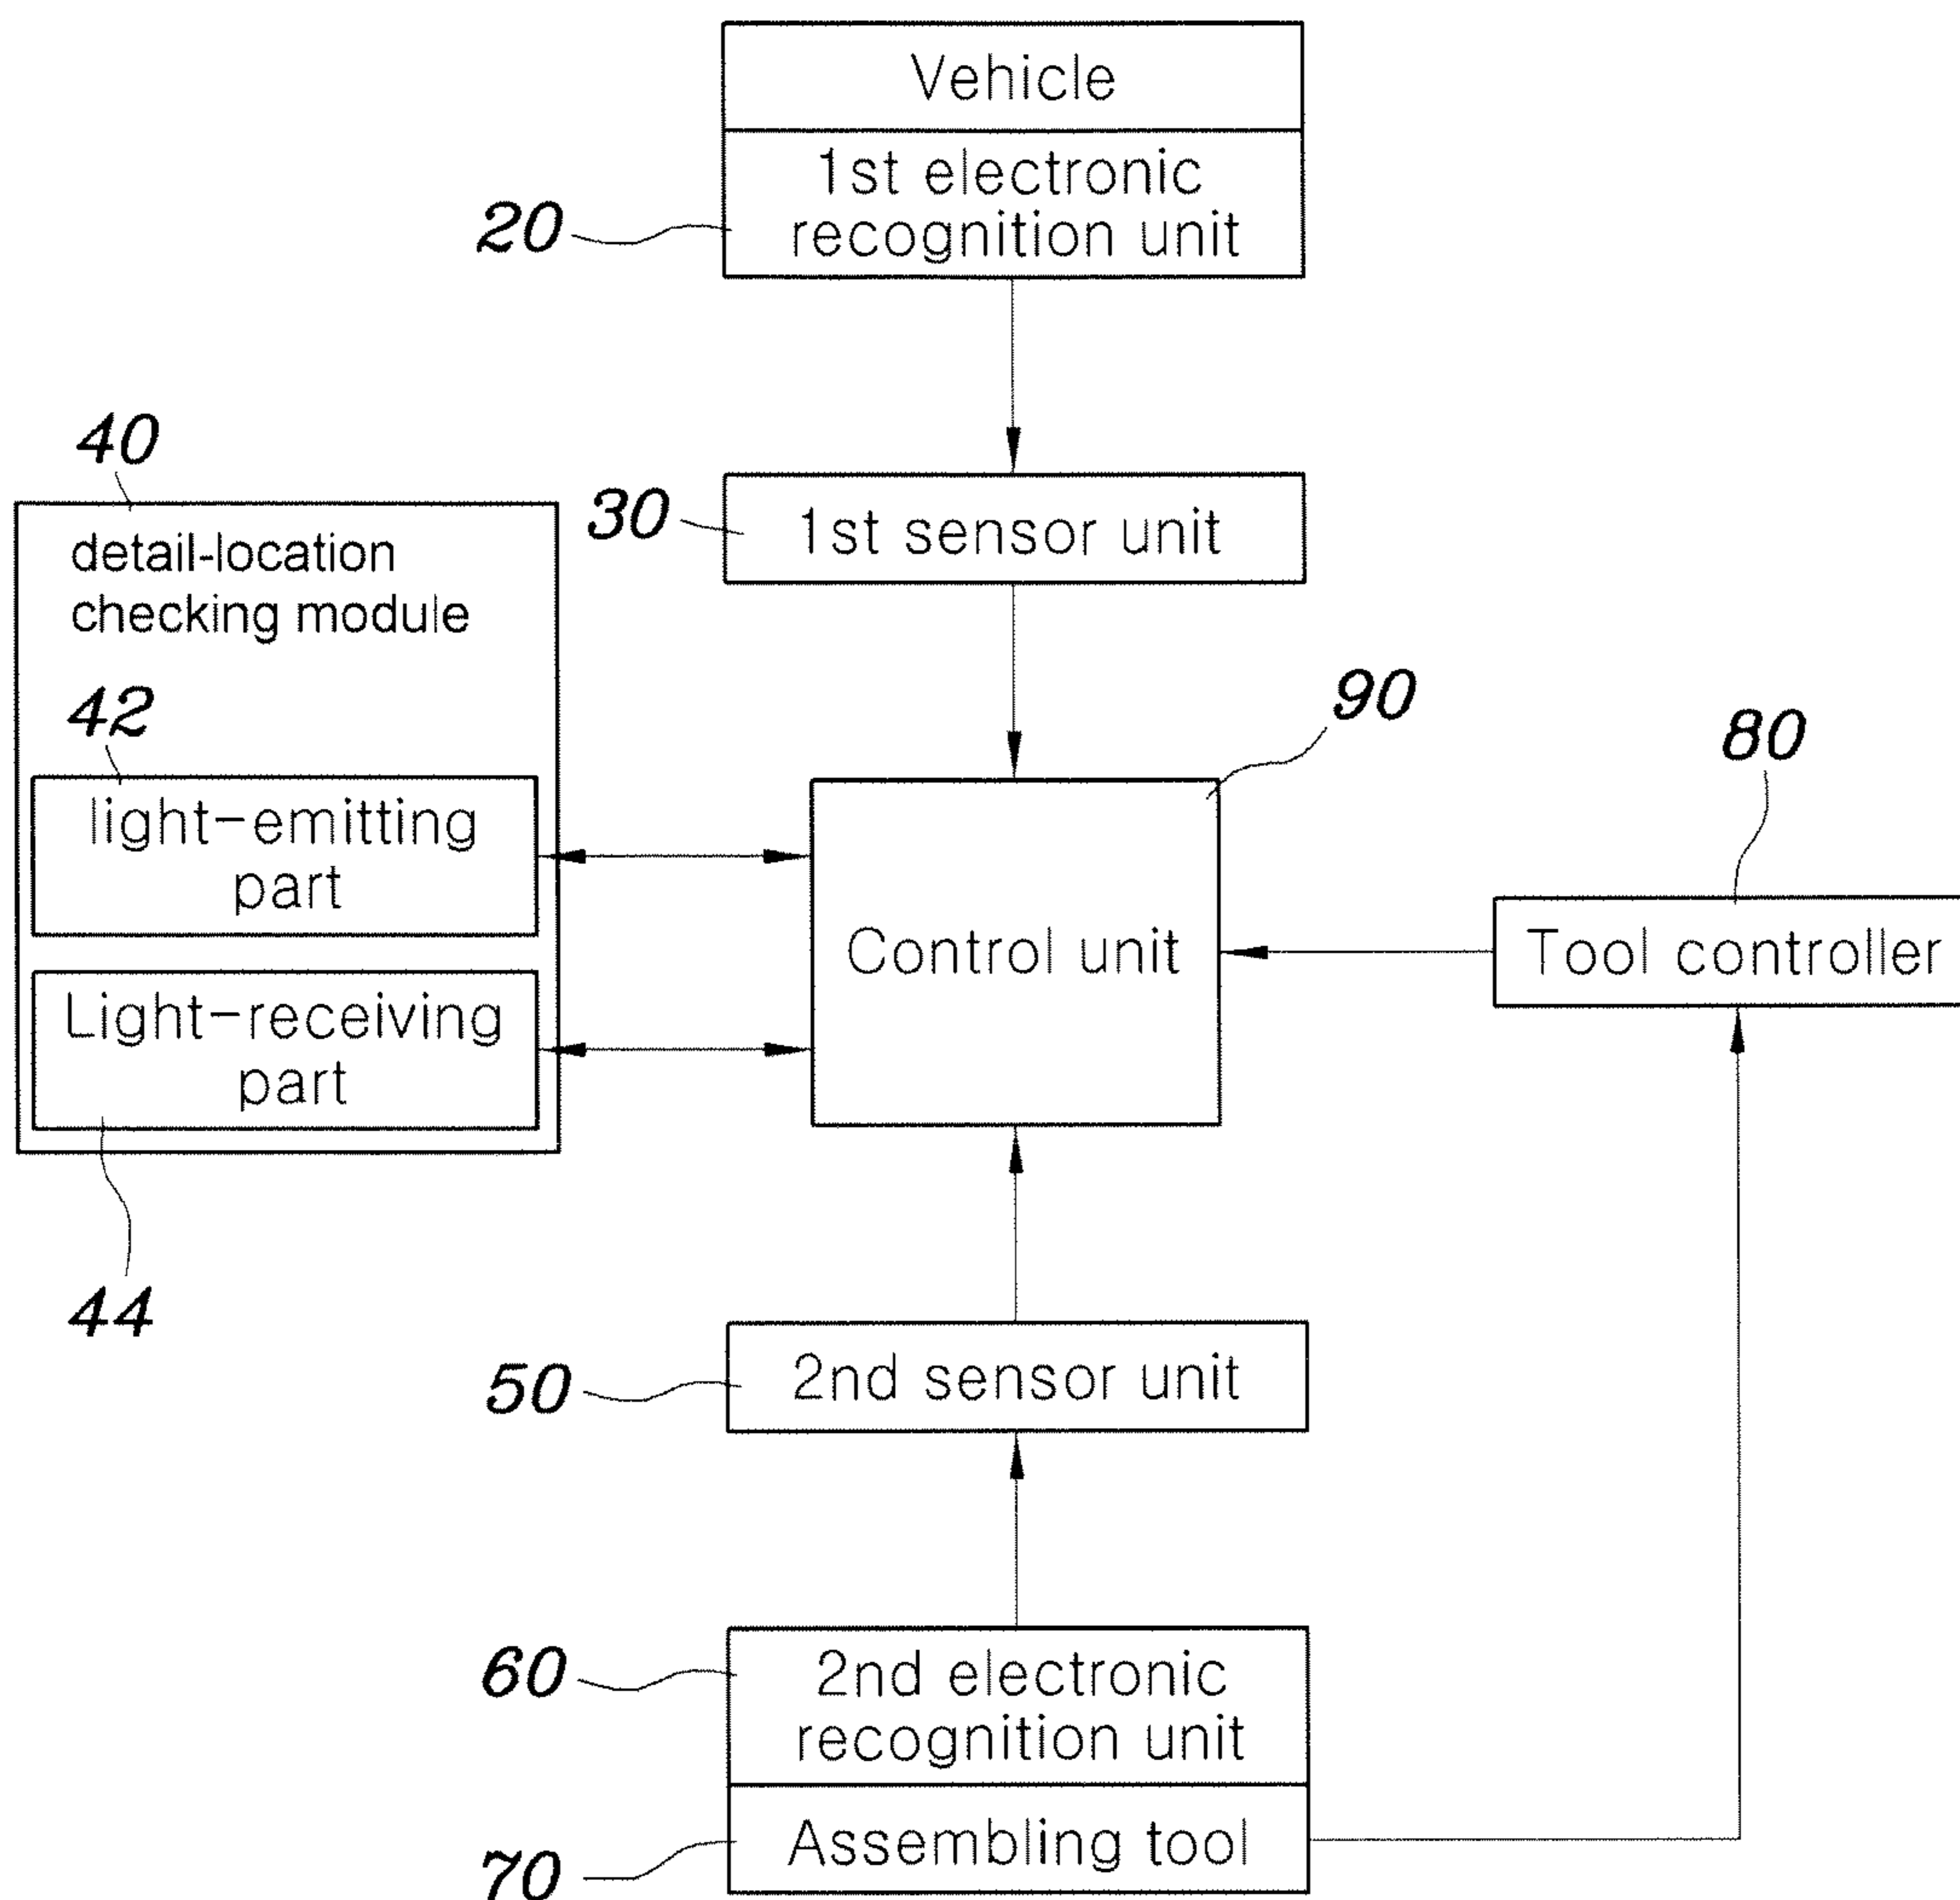 Vehicle
1st electronic
recognition unit
20
40
30
1st sensor unit
detail-location
checking module
42
90
80
light-emitting
part
Control unit
Tool controller
Light-receiving
part
44
50
2nd sensor unit
60
2nd electronic
recognition unit
70
Assembling tool